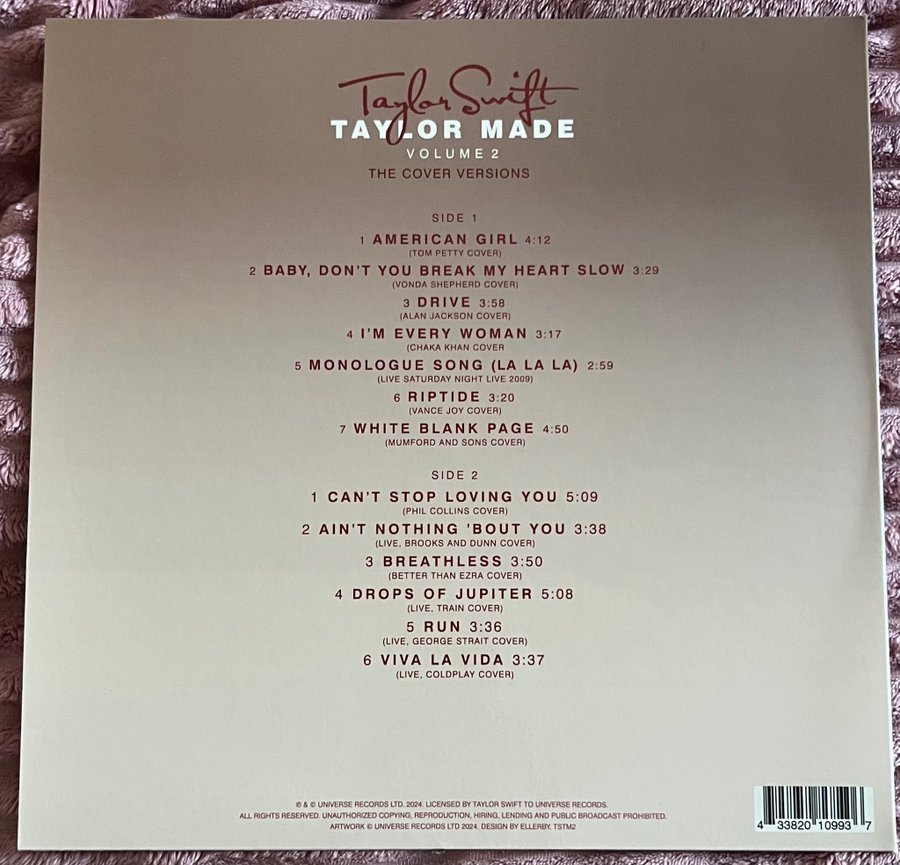 Taylor Swift
TAYLOR MADE
VOLUME 2
THE COVER VERSIONS
SIDE 1
1 AMERICAN GIRL 4:12
(TOM PETTY COVER)
2 BABY, DON'T YOU BREAK MY HEART SLOW 3:29
(VONDA SHEPHERD COVER)
3 DRIVE 3:58
(ALAN JACKSON COVER)
4 I'M EVERY WOMAN 3:17
(CHAKA KHAN COVER
5 MONOLOGUE SONG (LA LA LA) 2:59
(LIVE SATURDAY NIGHT LIVE 2009)
6 RIPTIDE 3:20
(VANCE JOY COVER)
7 WHITE BLANK PAGE 4:50
(MUMFORD AND SONS COVER)
SIDE 2
1 CAN'T STOP LOVING YOU 5:09
(PHIL COLLINS COVER)
2 AIN'T NOTHING 'BOUT YOU 3:38
(LIVE, BROOKS AND DUNN COVER)
3 BREATHLESS 3:50
(BETTER THAN EZRA COVER)
4 DROPS OF JUPITER 5:08
(LIVE, TRAIN COVER)
5 RUN 3:36
(LIVE, GEORGE STRAIT COVER)
6 VIVA LA VIDA 3:37
(LIVE, COLDPLAY COVER)
℗ & © UNIVERSE RECORDS LTD. 2024. LICENSED BY TAYLOR SWIFT TO UNIVERSE RECORDS.
ALL RIGHTS RESERVED. UNAUTHORIZED COPYING, REPRODUCTION, HIRING, LENDING AND PUBLIC BROADCAST PROHIBITED.
ARTWORK © UNIVERSE RECORDS LTD 2024. DESIGN BY ELLERBY. TSTM2
4 33820 10993 7